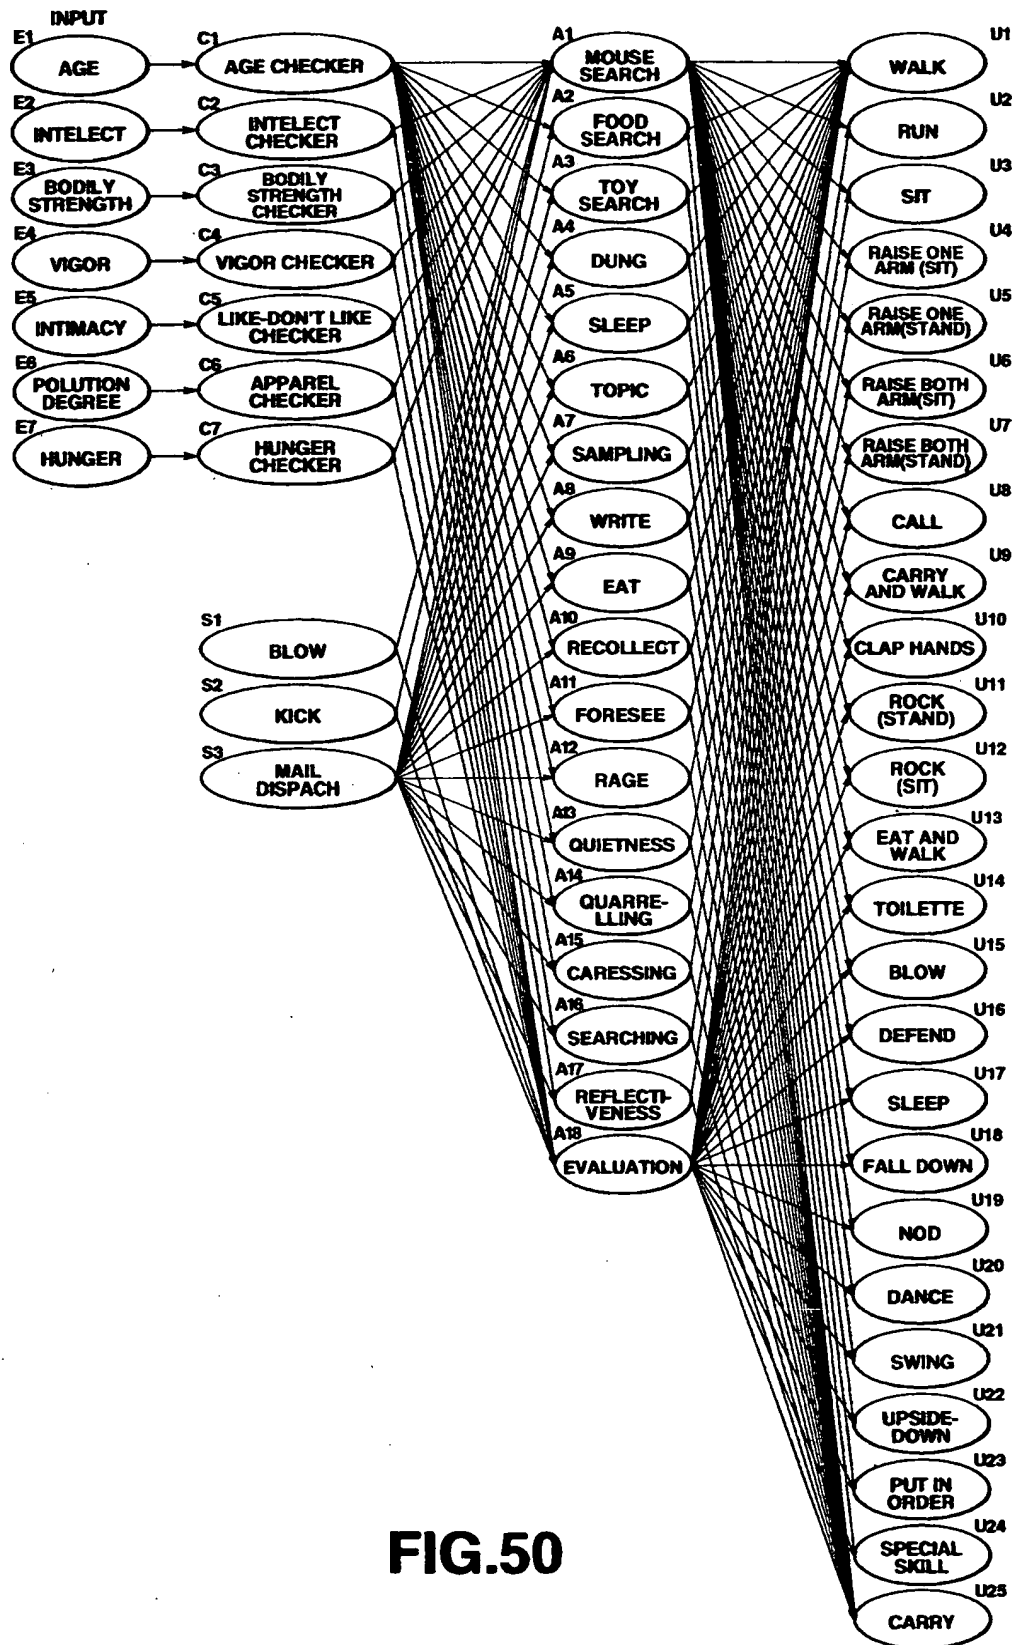 INPUT
E1
AGE
E2
INTELECT
E3
BODILY
STRENGTH
E4
VIGOR
E5
INTIMACY
E6
POLUTION
DEGREE
E7
HUNGER
C1
AGE CHECKER
C2
INTELECT
CHECKER
C3
BODILY
STRENGTH
CHECKER
C4
VIGOR CHECKER
C5
LIKE-DON'T LIKE
CHECKER
C6
APPAREL
CHECKER
C7
HUNGER
CHECKER
S1
BLOW
S2
KICK
S3
MAIL
DISPACH
A1
MOUSE
SEARCH
A2
FOOD
SEARCH
A3
TOY
SEARCH
A4
DUNG
A5
SLEEP
A6
TOPIC
A7
SAMPLING
A8
WRITE
A9
EAT
A10
RECOLLECT
A11
FORESEE
A12
RAGE
A13
QUIETNESS
A14
QUARRE-
LLING
A15
CARESSING
A16
SEARCHING
A17
REFLECTI-
VENESS
A18
EVALUATION
U1
WALK
U2
RUN
U3
SIT
U4
RAISE ONE
ARM (SIT)
U5
RAISE ONE
ARM(STAND)
U6
RAISE BOTH
ARM(SIT)
U7
RAISE BOTH
ARM(STAND)
U8
CALL
U9
CARRY
AND WALK
U10
CLAP HANDS
U11
ROCK
(STAND)
U12
ROCK
(SIT)
U13
EAT AND
WALK
U14
TOILETTE
U15
BLOW
U16
DEFEND
U17
SLEEP
U18
FALL DOWN
U19
NOD
U20
DANCE
U21
SWING
U22
UPSIDE-
DOWN
U23
PUT IN
ORDER
U24
SPECIAL
SKILL
U25
CARRY
FIG.50